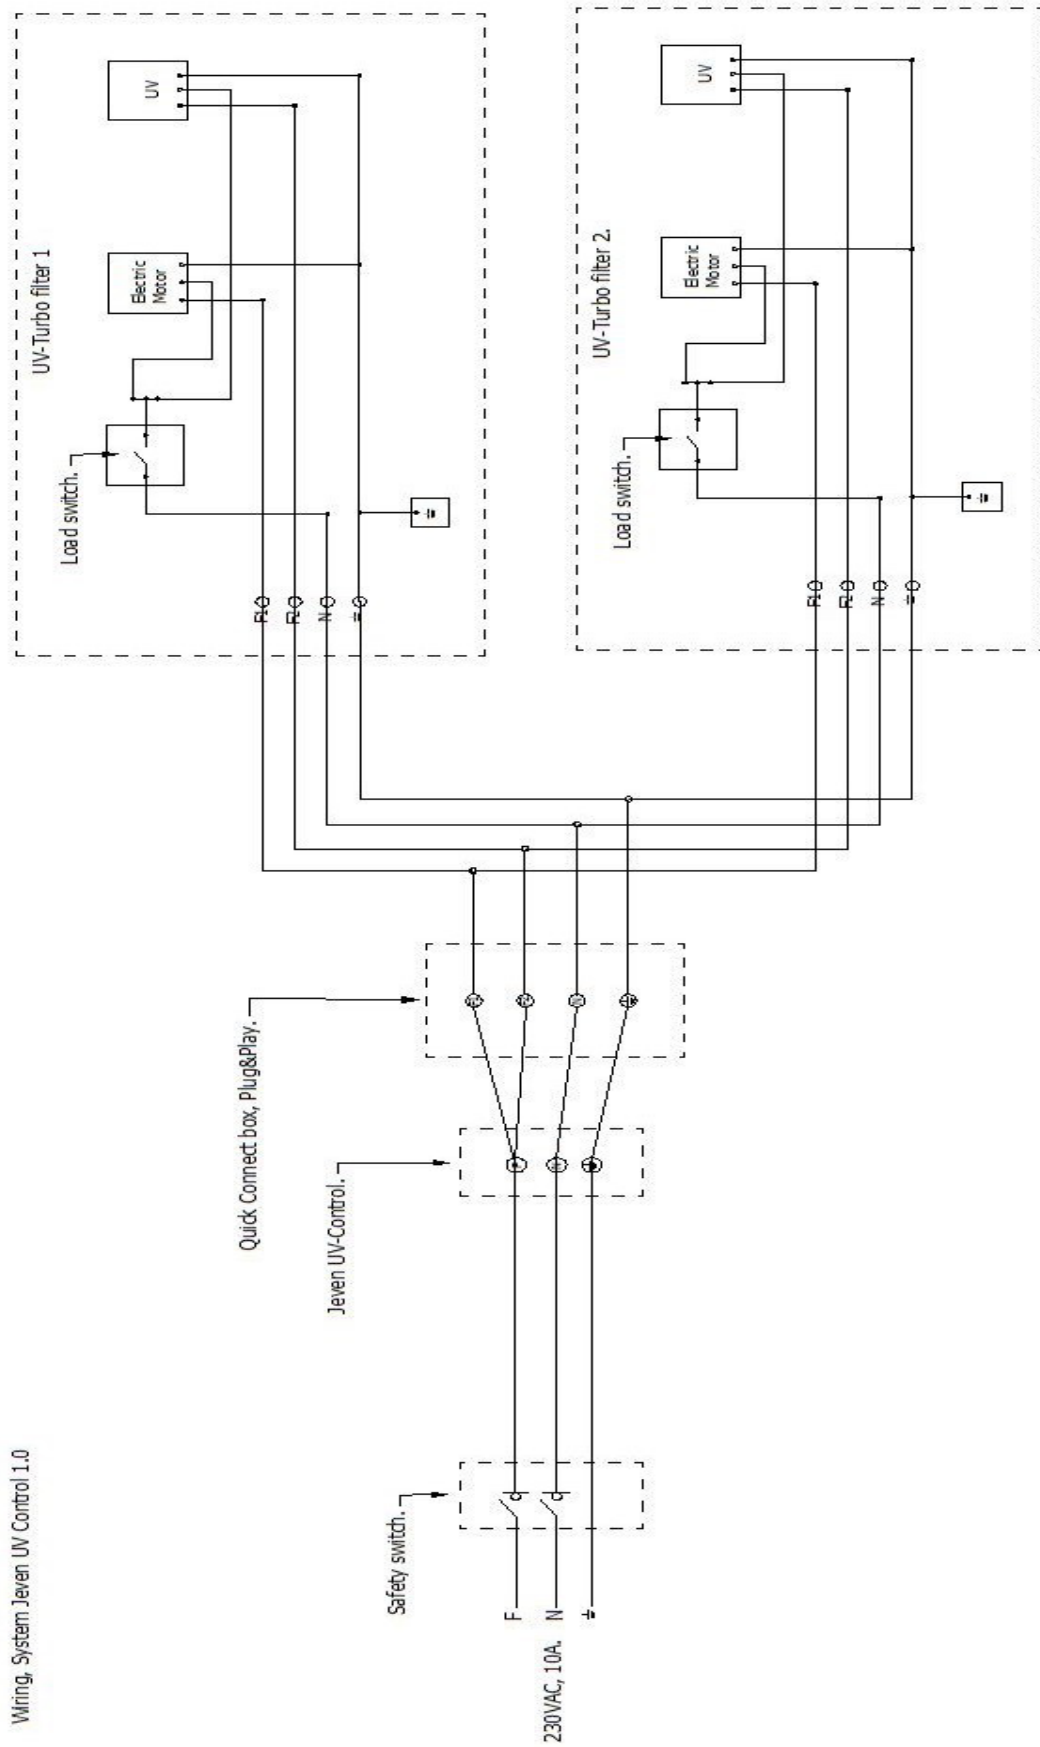 Wiring, System Jeven UV Control 1.0
UV-Turbo filter 1
Load switch.
Electric
Motor
UV
F1
F2
N
Quick Connect box, Plug&Play.
Jeven UV-Control.
Safety switch.
F
N
230VAC, 10A.
UV-Turbo filter 2.
Load switch.
Electric
Motor
UV
F1
F2
N